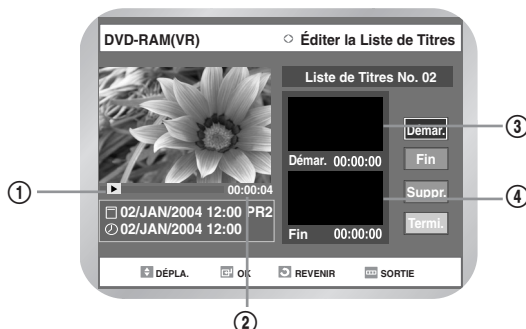 DVD-RAM(VR) Éditer la Liste de Titres
Liste de Titres No. 02
Démar.
Démar. 00:00:00
Fin
00:00:04
Suppr.
02/JAN/2004 12:00 PR2
02/JAN/2004 12:00
Termi.
Fin 00:00:00
DÉPLA. OK REVENIR SORTIE
1
2
3
4